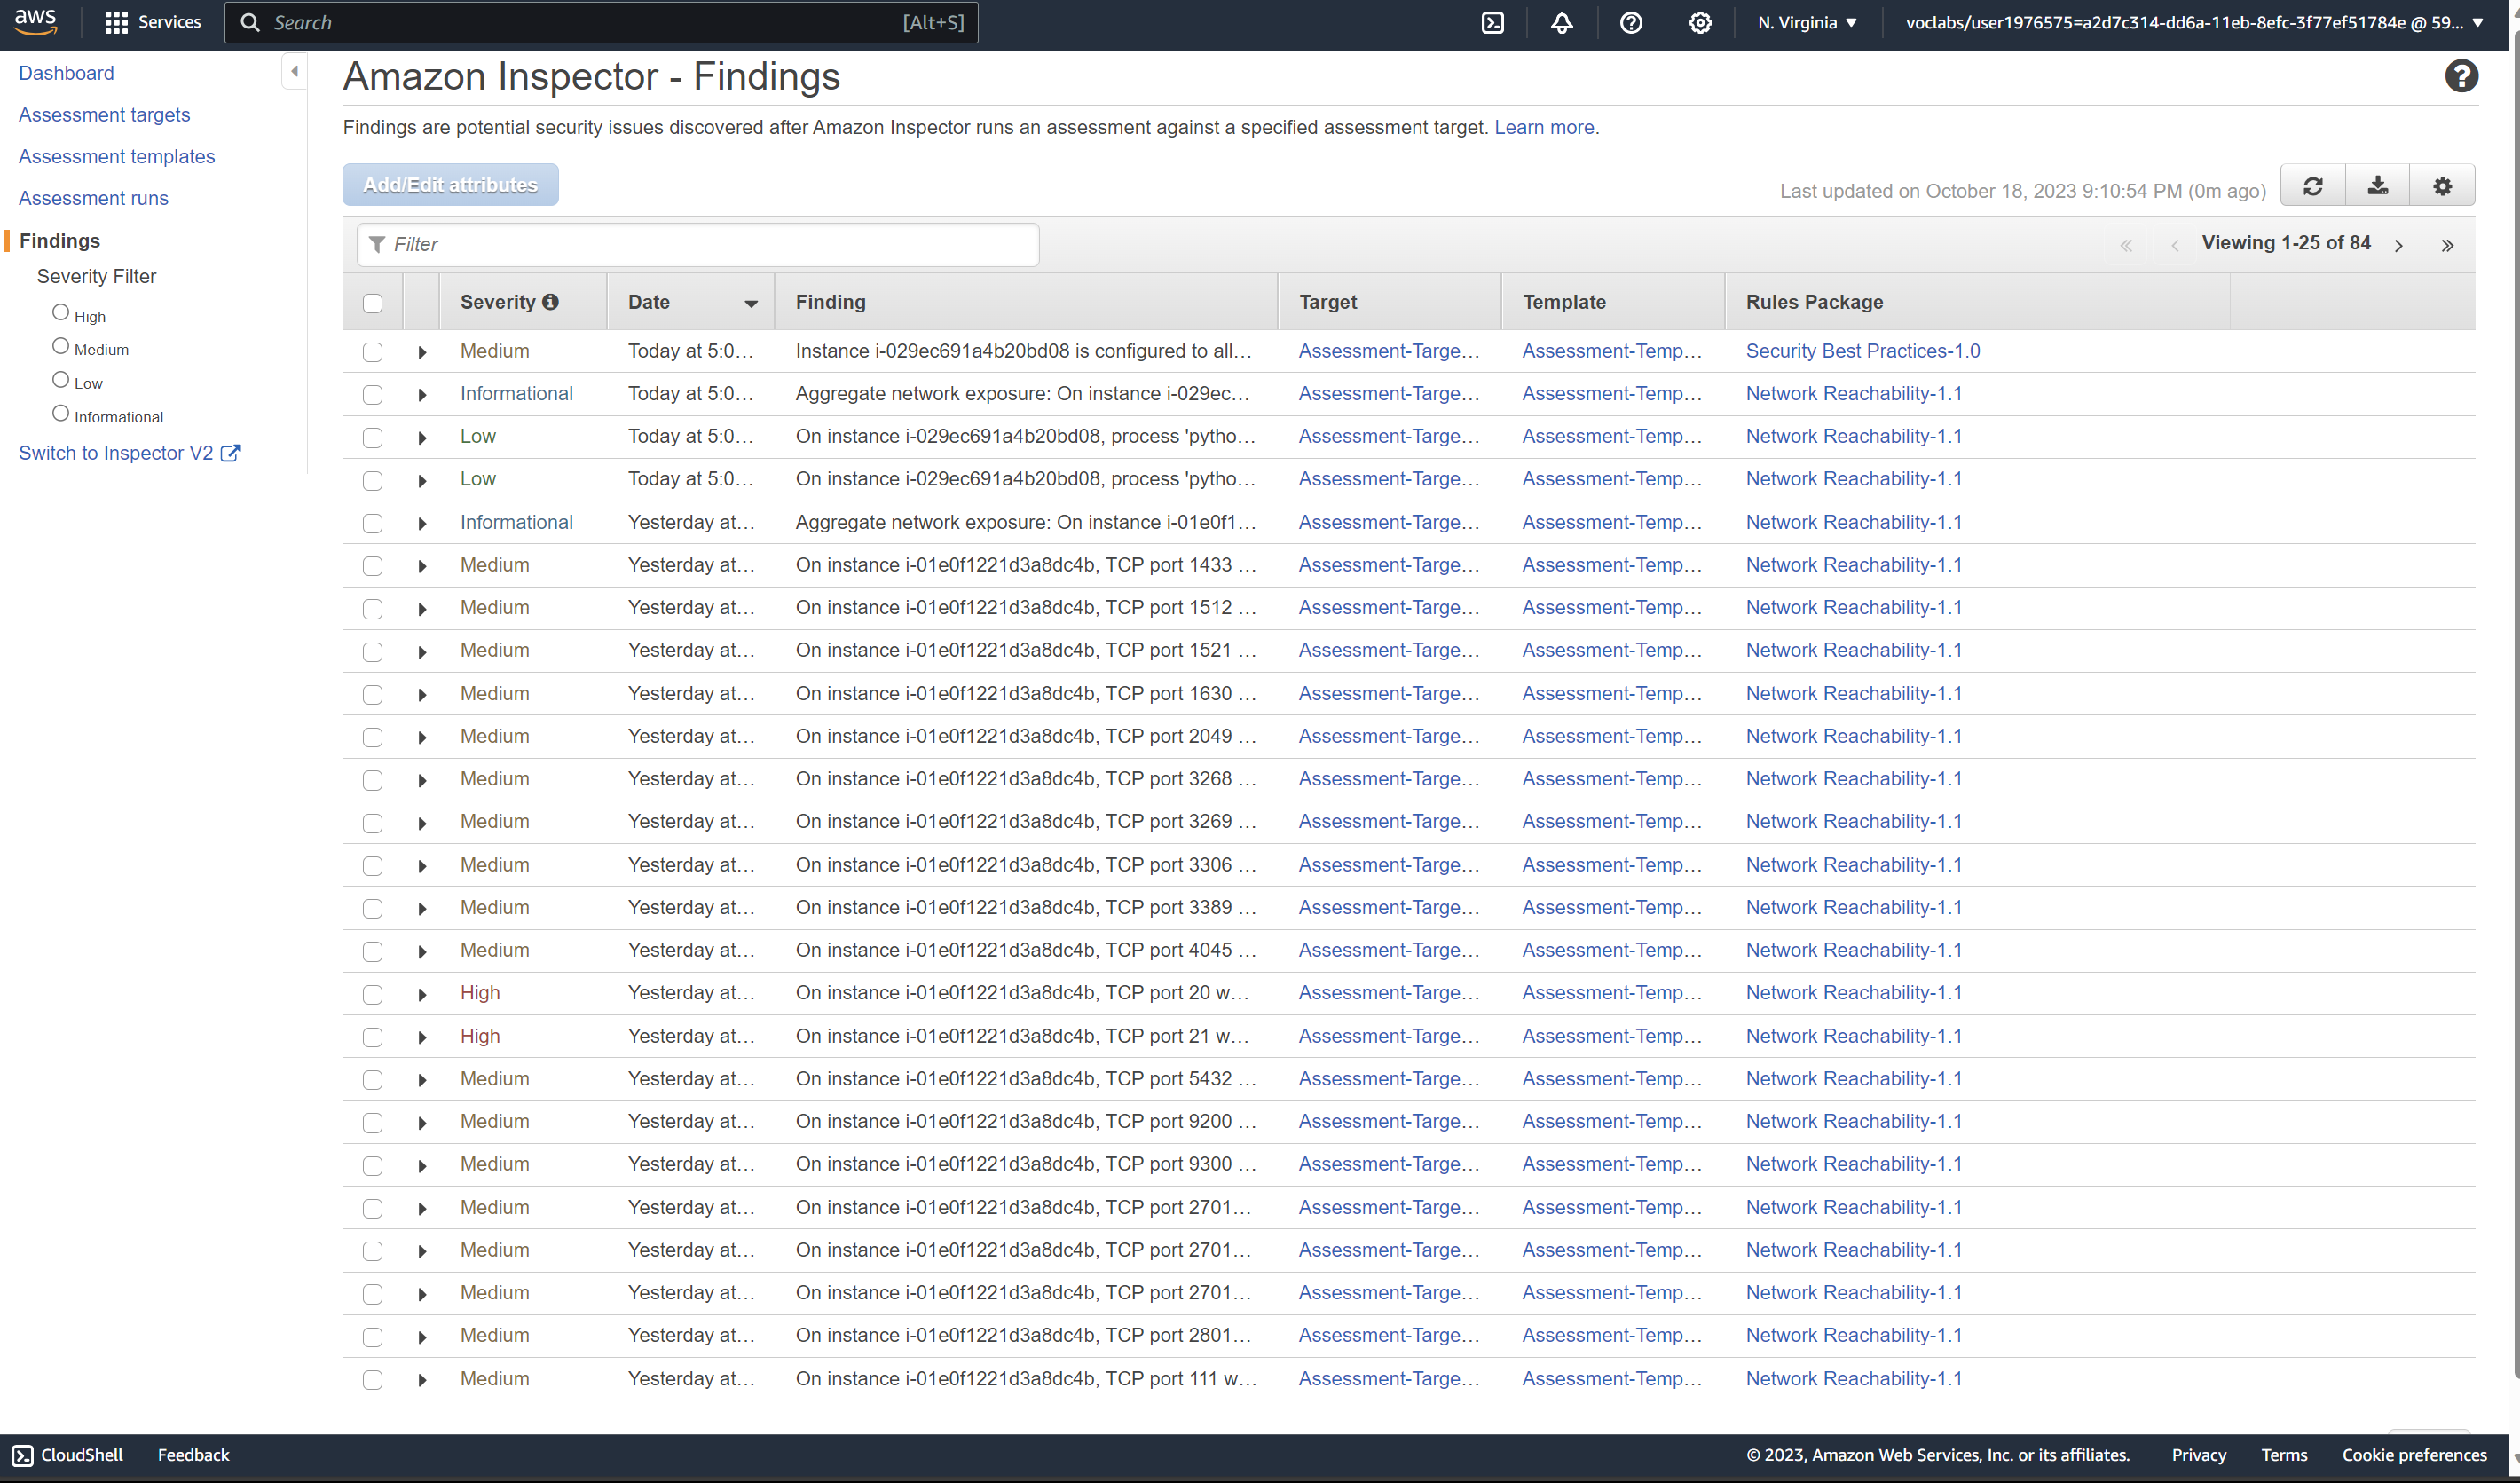 aws Services Search [Alt+S] N. Virginia voclabs/user1976575=a2d7c314-dd6a-11eb-8efc-3f77ef51784e @ 59...
Dashboard
Assessment targets
Assessment templates
Assessment runs
Findings
Severity Filter
High
Medium
Low
Informational
Switch to Inspector V2
Amazon Inspector - Findings
Findings are potential security issues discovered after Amazon Inspector runs an assessment against a specified assessment target. Learn more.
Add/Edit attributes
Last updated on October 18, 2023 9:10:54 PM (0m ago)
Filter
Viewing 1-25 of 84
Severity Date Finding Target Template Rules Package
Medium Today at 5:0... Instance i-029ec691a4b20bd08 is configured to all... Assessment-Targe... Assessment-Temp... Security Best Practices-1.0
Informational Today at 5:0... Aggregate network exposure: On instance i-029ec... Assessment-Targe... Assessment-Temp... Network Reachability-1.1
Low Today at 5:0... On instance i-029ec691a4b20bd08, process 'pytho... Assessment-Targe... Assessment-Temp... Network Reachability-1.1
Low Today at 5:0... On instance i-029ec691a4b20bd08, process 'pytho... Assessment-Targe... Assessment-Temp... Network Reachability-1.1
Informational Yesterday at... Aggregate network exposure: On instance i-01e0f1... Assessment-Targe... Assessment-Temp... Network Reachability-1.1
Medium Yesterday at... On instance i-01e0f1221d3a8dc4b, TCP port 1433 ... Assessment-Targe... Assessment-Temp... Network Reachability-1.1
Medium Yesterday at... On instance i-01e0f1221d3a8dc4b, TCP port 1512 ... Assessment-Targe... Assessment-Temp... Network Reachability-1.1
Medium Yesterday at... On instance i-01e0f1221d3a8dc4b, TCP port 1521 ... Assessment-Targe... Assessment-Temp... Network Reachability-1.1
Medium Yesterday at... On instance i-01e0f1221d3a8dc4b, TCP port 1630 ... Assessment-Targe... Assessment-Temp... Network Reachability-1.1
Medium Yesterday at... On instance i-01e0f1221d3a8dc4b, TCP port 2049 ... Assessment-Targe... Assessment-Temp... Network Reachability-1.1
Medium Yesterday at... On instance i-01e0f1221d3a8dc4b, TCP port 3268 ... Assessment-Targe... Assessment-Temp... Network Reachability-1.1
Medium Yesterday at... On instance i-01e0f1221d3a8dc4b, TCP port 3269 ... Assessment-Targe... Assessment-Temp... Network Reachability-1.1
Medium Yesterday at... On instance i-01e0f1221d3a8dc4b, TCP port 3306 ... Assessment-Targe... Assessment-Temp... Network Reachability-1.1
Medium Yesterday at... On instance i-01e0f1221d3a8dc4b, TCP port 3389 ... Assessment-Targe... Assessment-Temp... Network Reachability-1.1
Medium Yesterday at... On instance i-01e0f1221d3a8dc4b, TCP port 4045 ... Assessment-Targe... Assessment-Temp... Network Reachability-1.1
High Yesterday at... On instance i-01e0f1221d3a8dc4b, TCP port 20 w... Assessment-Targe... Assessment-Temp... Network Reachability-1.1
High Yesterday at... On instance i-01e0f1221d3a8dc4b, TCP port 21 w... Assessment-Targe... Assessment-Temp... Network Reachability-1.1
Medium Yesterday at... On instance i-01e0f1221d3a8dc4b, TCP port 5432 ... Assessment-Targe... Assessment-Temp... Network Reachability-1.1
Medium Yesterday at... On instance i-01e0f1221d3a8dc4b, TCP port 9200 ... Assessment-Targe... Assessment-Temp... Network Reachability-1.1
Medium Yesterday at... On instance i-01e0f1221d3a8dc4b, TCP port 9300 ... Assessment-Targe... Assessment-Temp... Network Reachability-1.1
Medium Yesterday at... On instance i-01e0f1221d3a8dc4b, TCP port 2701... Assessment-Targe... Assessment-Temp... Network Reachability-1.1
Medium Yesterday at... On instance i-01e0f1221d3a8dc4b, TCP port 2701... Assessment-Targe... Assessment-Temp... Network Reachability-1.1
Medium Yesterday at... On instance i-01e0f1221d3a8dc4b, TCP port 2701... Assessment-Targe... Assessment-Temp... Network Reachability-1.1
Medium Yesterday at... On instance i-01e0f1221d3a8dc4b, TCP port 2801... Assessment-Targe... Assessment-Temp... Network Reachability-1.1
Medium Yesterday at... On instance i-01e0f1221d3a8dc4b, TCP port 111 w... Assessment-Targe... Assessment-Temp... Network Reachability-1.1
CloudShell Feedback © 2023, Amazon Web Services, Inc. or its affiliates. Privacy Terms Cookie preferences